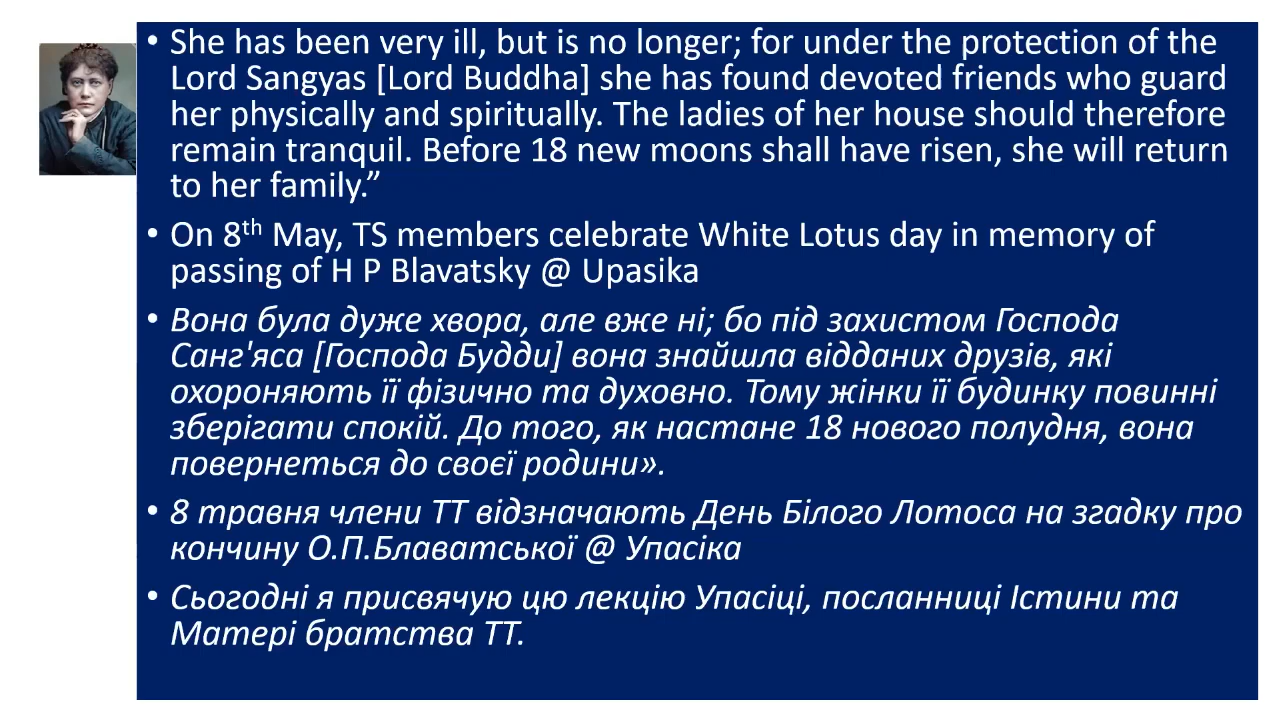 • She has been very ill, but is no longer; for under the protection of the
Lord Sangyas [Lord Buddha] she has found devoted friends who guard
her physically and spiritually. The ladies of her house should therefore
remain tranquil. Before 18 new moons shall have risen, she will return
to her family.”
• On 8th May, TS members celebrate White Lotus day in memory of
passing of H P Blavatsky @ Upasika
• Вона була дуже хвора, але вже ні; бо під захистом Господа
Санг'яса [Господа Будди] вона знайшла відданих друзів, які
охороняють її фізично та духовно. Тому жінки її будинку повинні
зберігати спокій. До того, як настане 18 нового полудня, вона
повернеться до своєї родини».
• 8 травня члени ТТ відзначають День Білого Лотоса на згадку про
кончину О.П.Блаватської @ Упасіка
• Сьогодні я присвячую цю лекцію Упасіці, посланниці Істини та
Матері братства ТТ.